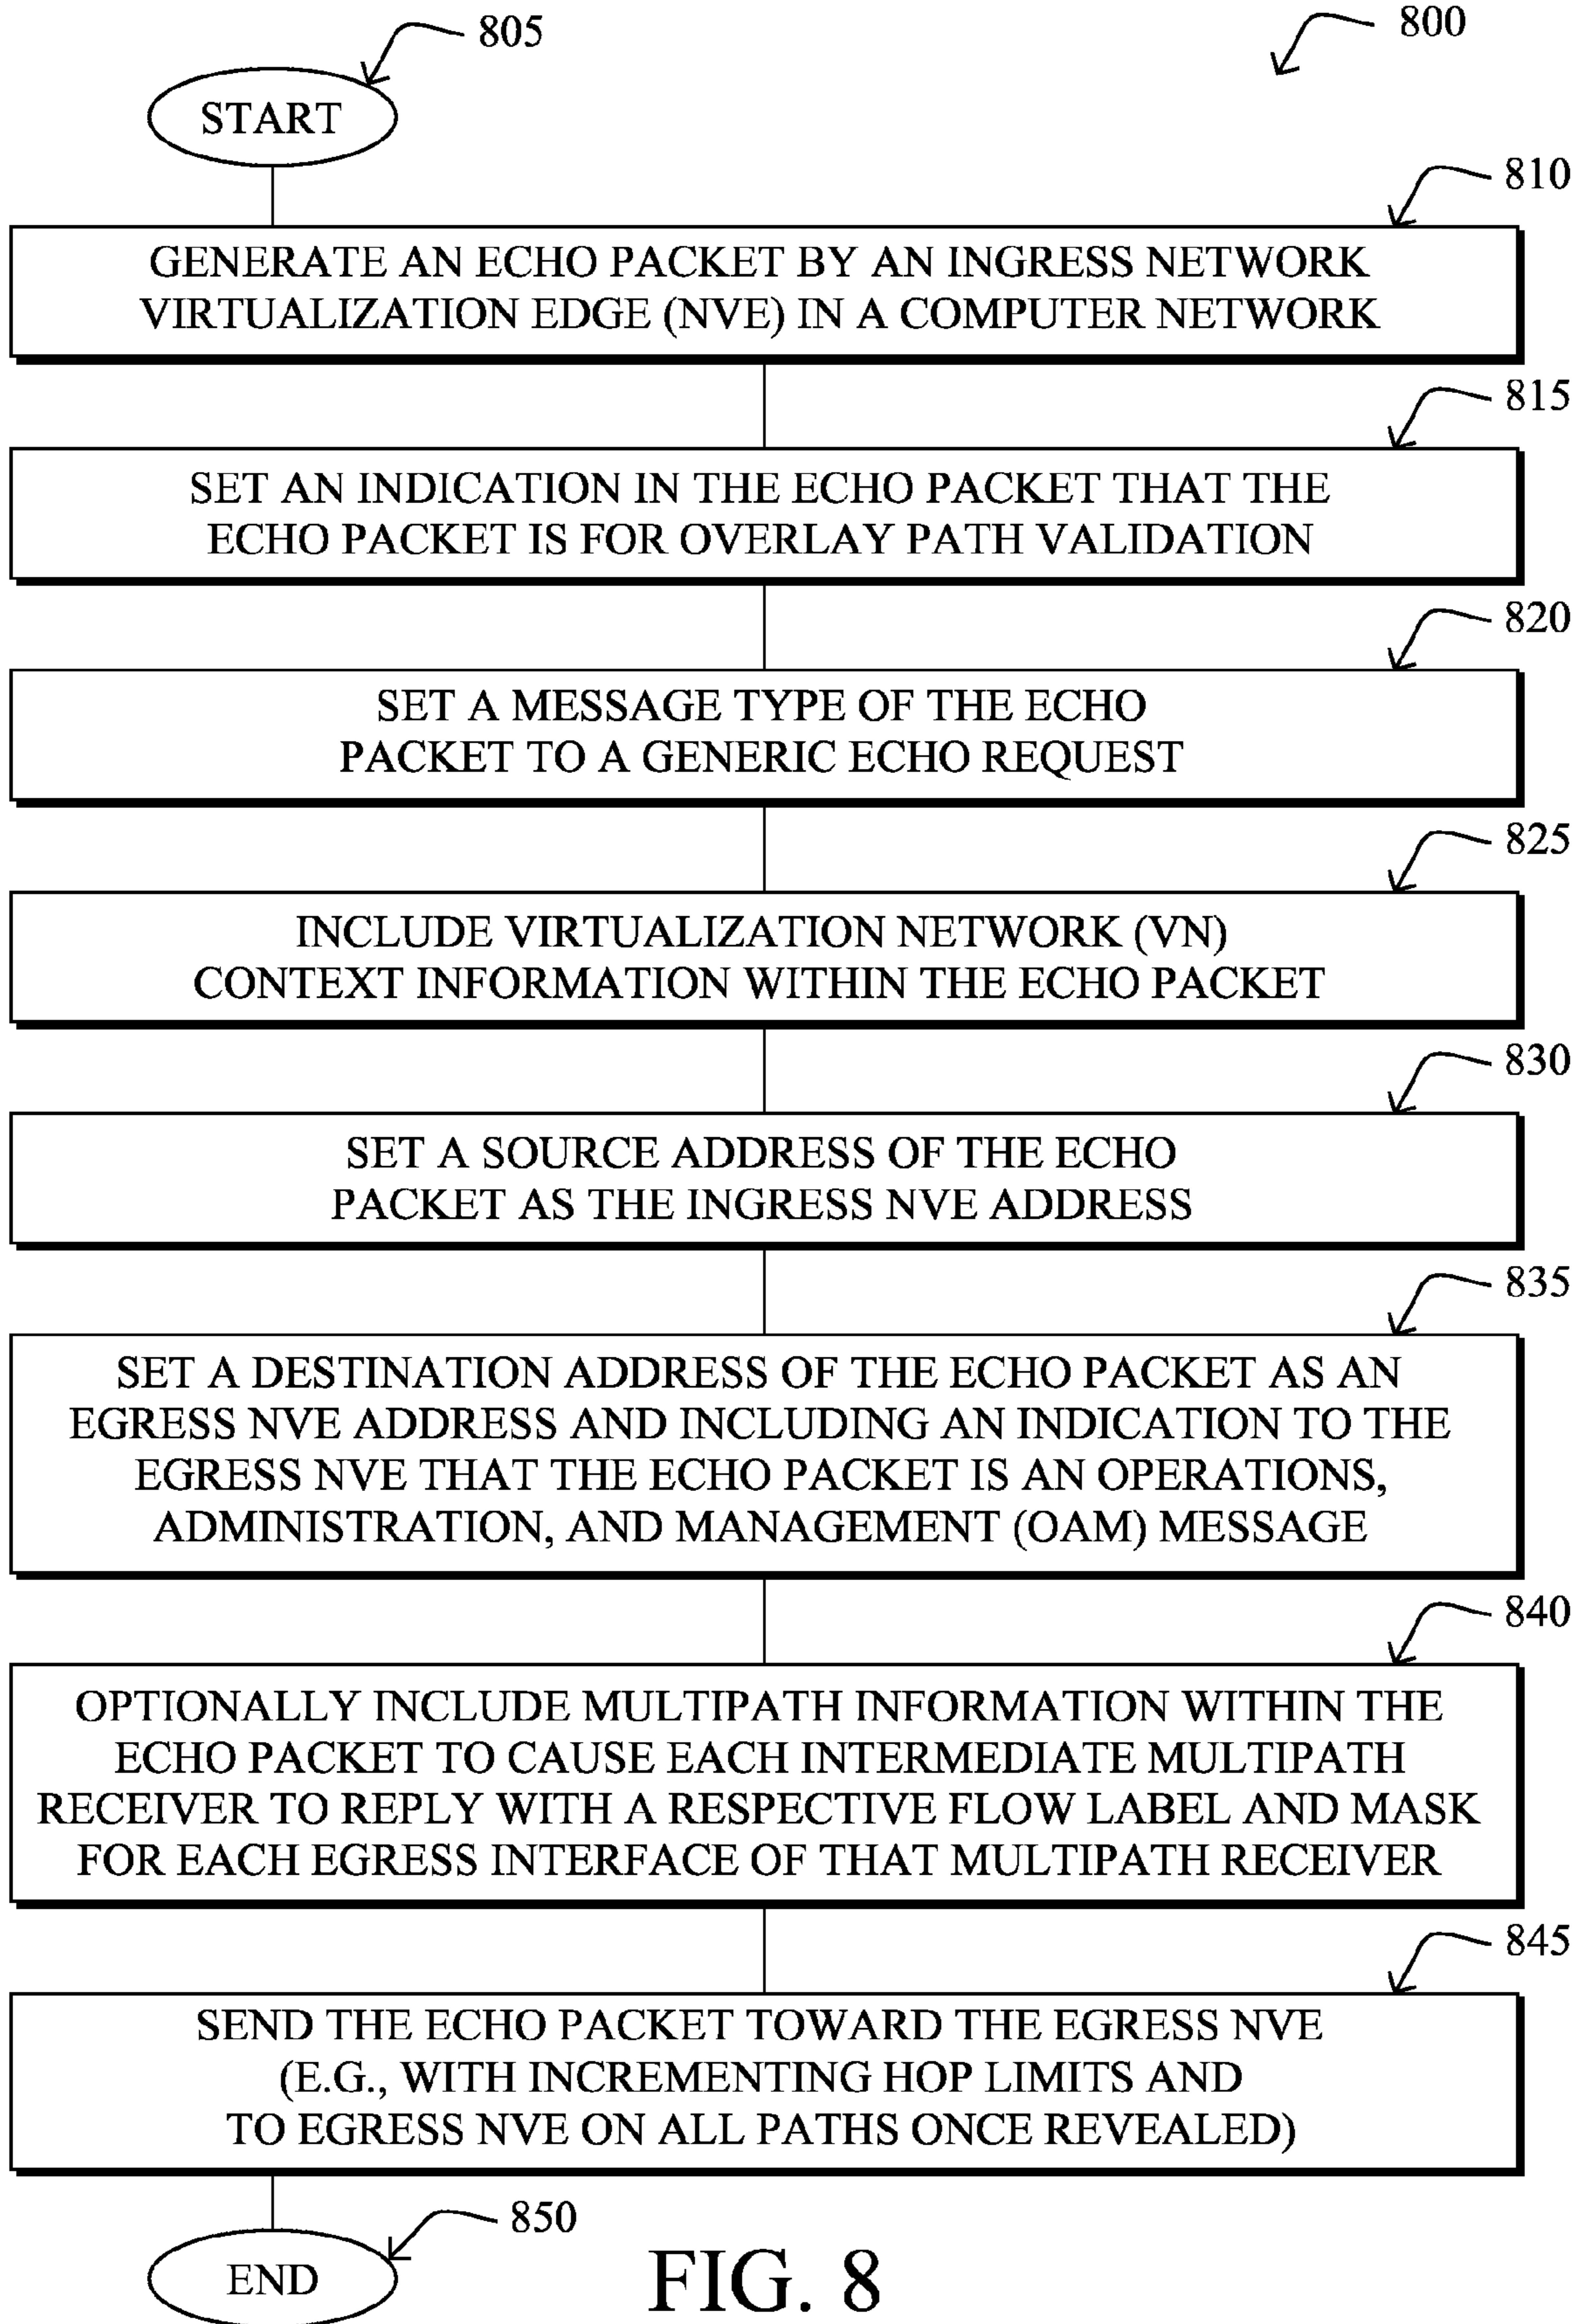 805
800
START
810
GENERATE AN ECHO PACKET BY AN INGRESS NETWORK
VIRTUALIZATION EDGE (NVE) IN A COMPUTER NETWORK
815
SET AN INDICATION IN THE ECHO PACKET THAT THE
ECHO PACKET IS FOR OVERLAY PATH VALIDATION
820
SET A MESSAGE TYPE OF THE ECHO
PACKET TO A GENERIC ECHO REQUEST
825
INCLUDE VIRTUALIZATION NETWORK (VN)
CONTEXT INFORMATION WITHIN THE ECHO PACKET
830
SET A SOURCE ADDRESS OF THE ECHO
PACKET AS THE INGRESS NVE ADDRESS
835
SET A DESTINATION ADDRESS OF THE ECHO PACKET AS AN
EGRESS NVE ADDRESS AND INCLUDING AN INDICATION TO THE
EGRESS NVE THAT THE ECHO PACKET IS AN OPERATIONS,
ADMINISTRATION, AND MANAGEMENT (OAM) MESSAGE
840
OPTIONALLY INCLUDE MULTIPATH INFORMATION WITHIN THE
ECHO PACKET TO CAUSE EACH INTERMEDIATE MULTIPATH
RECEIVER TO REPLY WITH A RESPECTIVE FLOW LABEL AND MASK
FOR EACH EGRESS INTERFACE OF THAT MULTIPATH RECEIVER
845
SEND THE ECHO PACKET TOWARD THE EGRESS NVE
(E.G., WITH INCREMENTING HOP LIMITS AND
TO EGRESS NVE ON ALL PATHS ONCE REVEALED)
850
END
FIG. 8